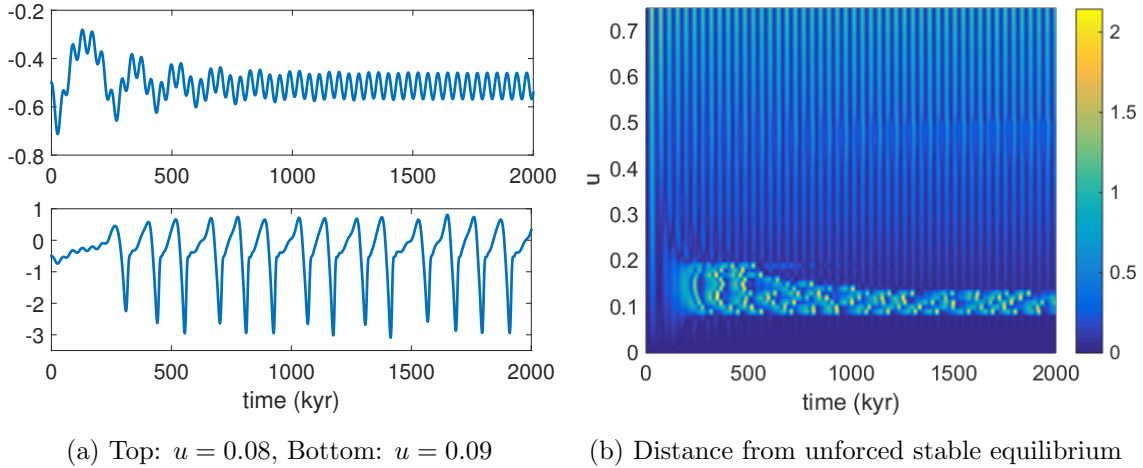 -0.2
-0.4
-0.6
-0.8
0 500 1000 1500 2000
1
0
-1
-2
-3
0 500 1000 1500 2000
time (kyr)
(a) Top: u = 0.08, Bottom: u = 0.09
u
0.7
0.6
0.5
0.4
0.3
0.2
0.1
0
0 500 1000 1500 2000
time (kyr)
2
1.5
1
0.5
0
(b) Distance from unforced stable equilibrium